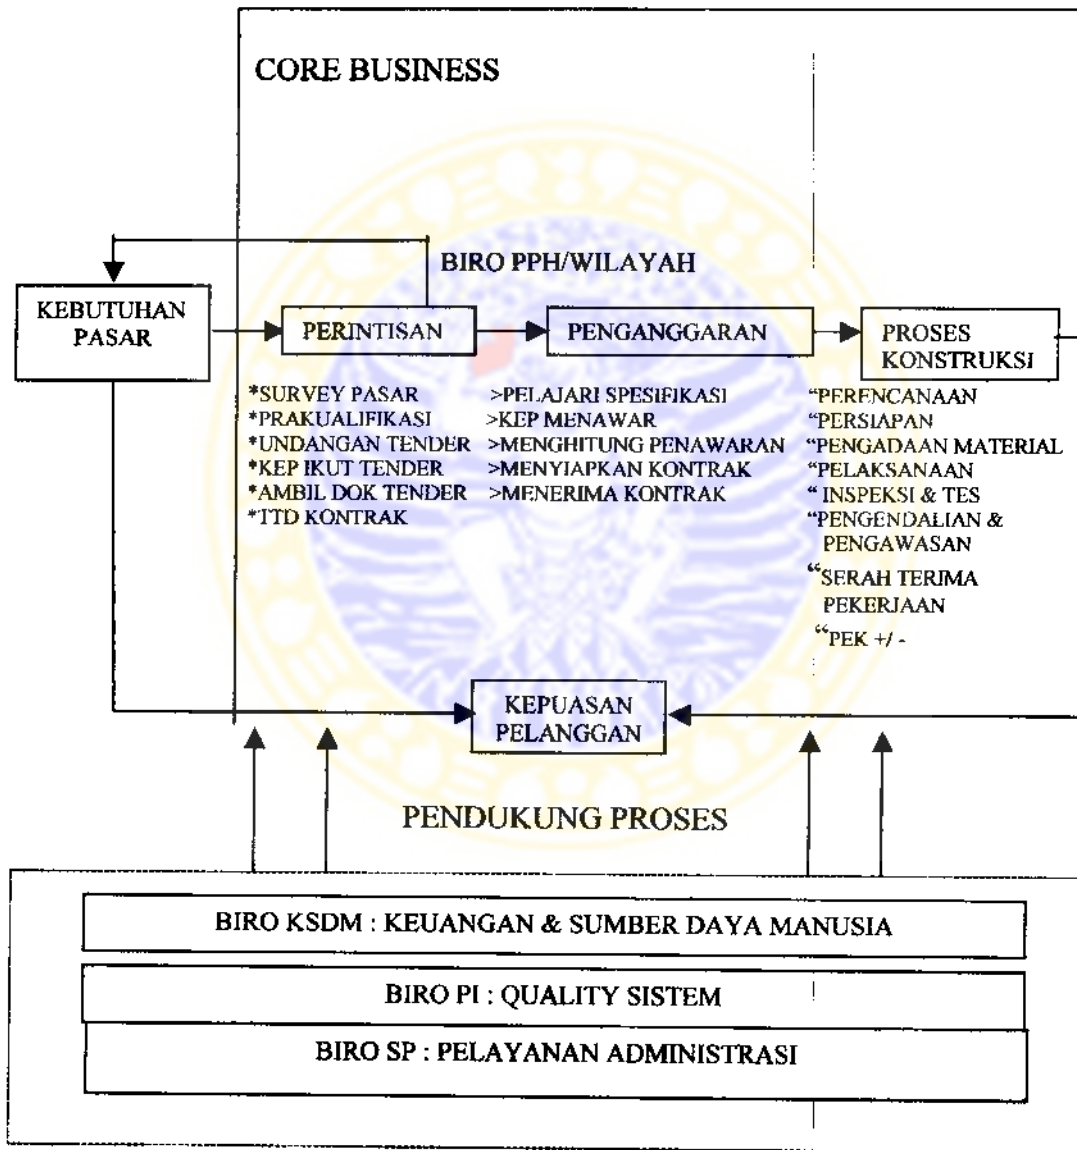 CORE BUSINESS
BIRO PPH/WILAYAH
KEBUTUHAN
PASAR
PERINTISAN
PENGANGGARAN
PROSES
KONSTRUKSI
*SURVEY PASAR
*PRAKUALIFIKASI
*UNDANGAN TENDER
*KEP IKUT TENDER
*AMBIL DOK TENDER
*TTD KONTRAK
>PELAJARI SPESIFIKASI
>KEP MENAWAR
>MENGHITUNG PENAWARAN
>MENYIAPKAN KONTRAK
>MENERIMA KONTRAK
“PERENCANAAN
“PERSIAPAN
“PENGADAAN MATERIAL
“PELAKSANAAN
“ INSPEKSI & TES
“PENGENDALIAN &
PENGAWASAN
“SERAH TERIMA
PEKERJAAN
“PEK +/ -
KEPUASAN
PELANGGAN
PENDUKUNG PROSES
BIRO KSDM : KEUANGAN & SUMBER DAYA MANUSIA
BIRO PI : QUALITY SISTEM
BIRO SP : PELAYANAN ADMINISTRASI